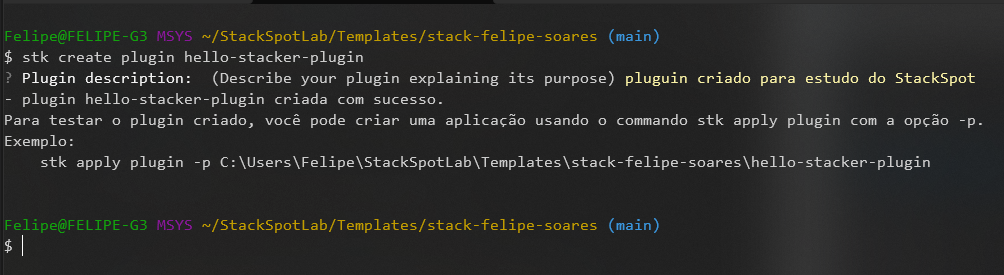 Felipe@FELIPE-G3 MSYS ~/StackSpotLab/Templates/stack-felipe-soares (main)
$ stk create plugin hello-stacker-plugin
? Plugin description:  (Describe your plugin explaining its purpose) pluguin criado para estudo do StackSpot
- plugin hello-stacker-plugin criada com sucesso.
Para testar o plugin criado, você pode criar uma aplicação usando o commando stk apply plugin com a opção -p.
Exemplo:
    stk apply plugin -p C:\Users\Felipe\StackSpotLab\Templates\stack-felipe-soares\hello-stacker-plugin
Felipe@FELIPE-G3 MSYS ~/StackSpotLab/Templates/stack-felipe-soares (main)
$